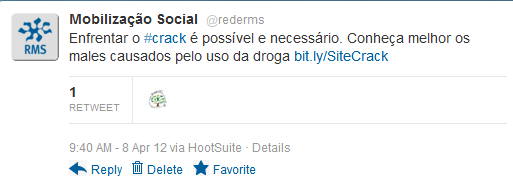 Mobilização Social @rederms
Enfrentar o #crack é possível e necessário. Conheça melhor os
males causados pelo uso da droga bit.ly/SiteCrack
RMS
1
RETWEET
9:40 AM - 8 Apr 12 via HootSuite · Details
Reply Delete Favorite